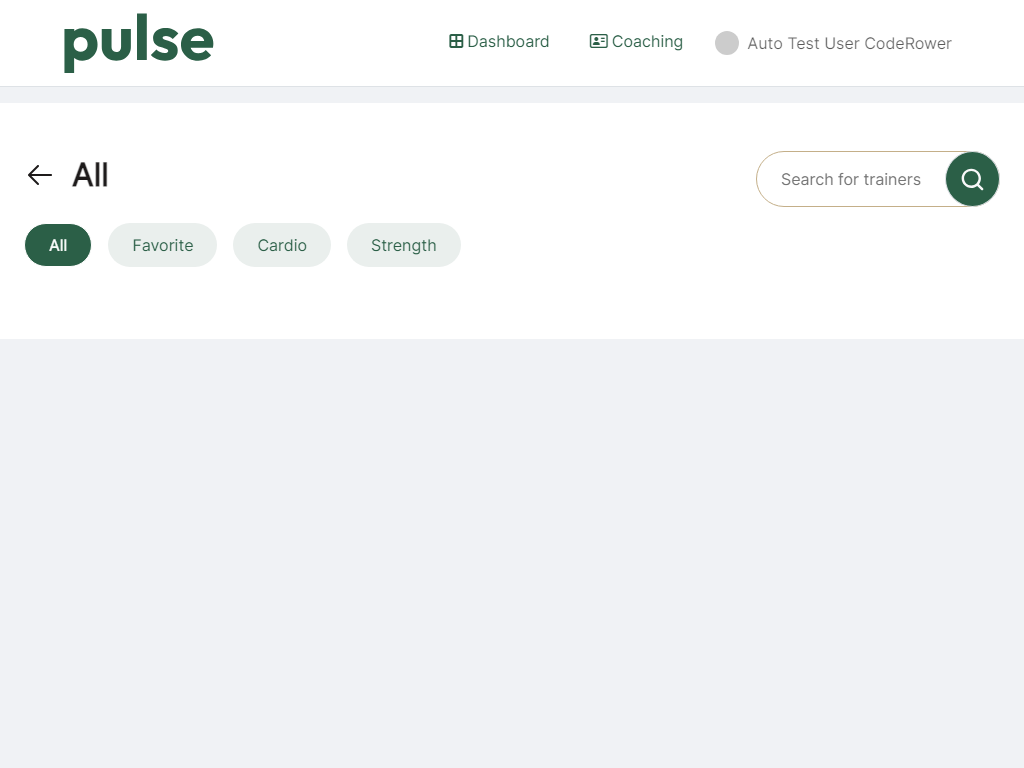 pulse
Dashboard
Coaching
Auto Test User CodeRower
All
Search for trainers
All
Favorite
Cardio
Strength